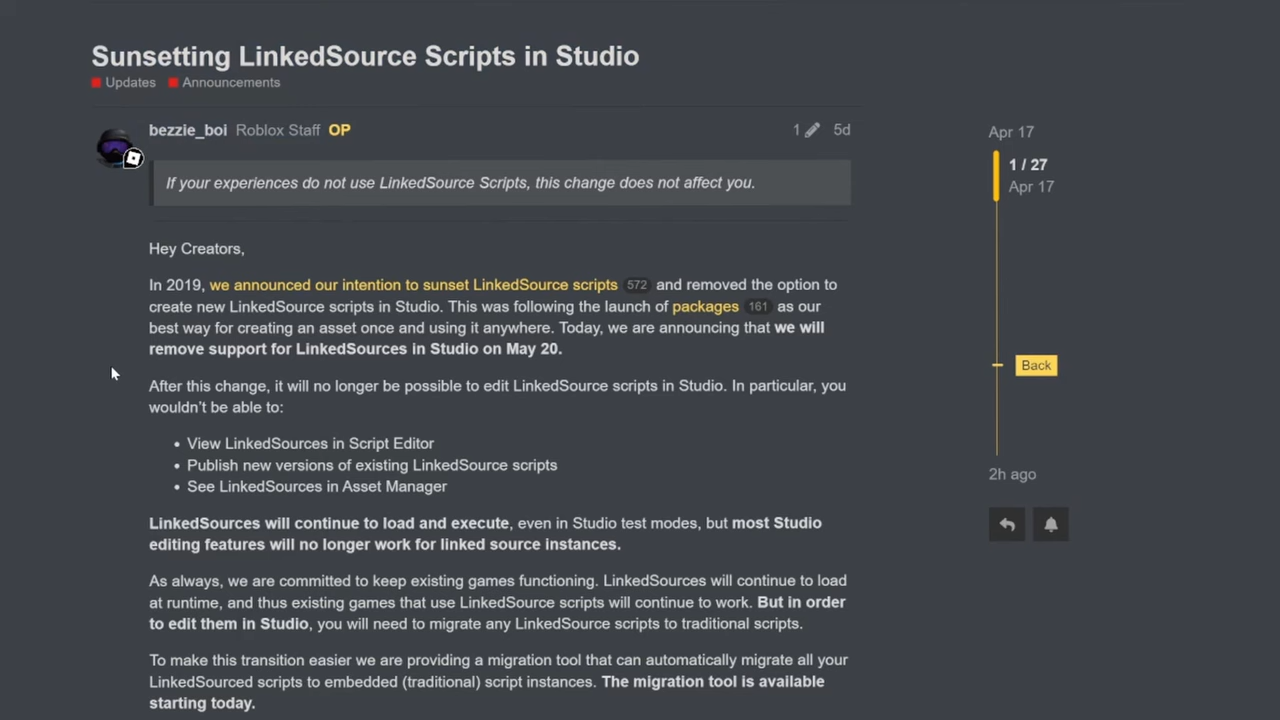 Sunsetting LinkedSource Scripts in Studio
Updates Announcements
bezzie_boi Roblox Staff OP 1 5d
If your experiences do not use LinkedSource Scripts, this change does not affect you.
Hey Creators,
In 2019, we announced our intention to sunset LinkedSource scripts 572 and removed the option to
create new LinkedSource scripts in Studio. This was following the launch of packages 161 as our
best way for creating an asset once and using it anywhere. Today, we are announcing that we will
remove support for LinkedSources in Studio on May 20.
After this change, it will no longer be possible to edit LinkedSource scripts in Studio. In particular, you
wouldn't be able to:
• View LinkedSources in Script Editor
• Publish new versions of existing LinkedSource scripts
• See LinkedSources in Asset Manager
LinkedSources will continue to load and execute, even in Studio test modes, but most Studio
editing features will no longer work for linked source instances.
As always, we are committed to keep existing games functioning. LinkedSources will continue to load
at runtime, and thus existing games that use LinkedSource scripts will continue to work. But in order
to edit them in Studio, you will need to migrate any LinkedSource scripts to traditional scripts.
To make this transition easier we are providing a migration tool that can automatically migrate all your
LinkedSourced scripts to embedded (traditional) script instances. The migration tool is available
starting today.
Apr 17
1 / 27
Apr 17
Back
2h ago